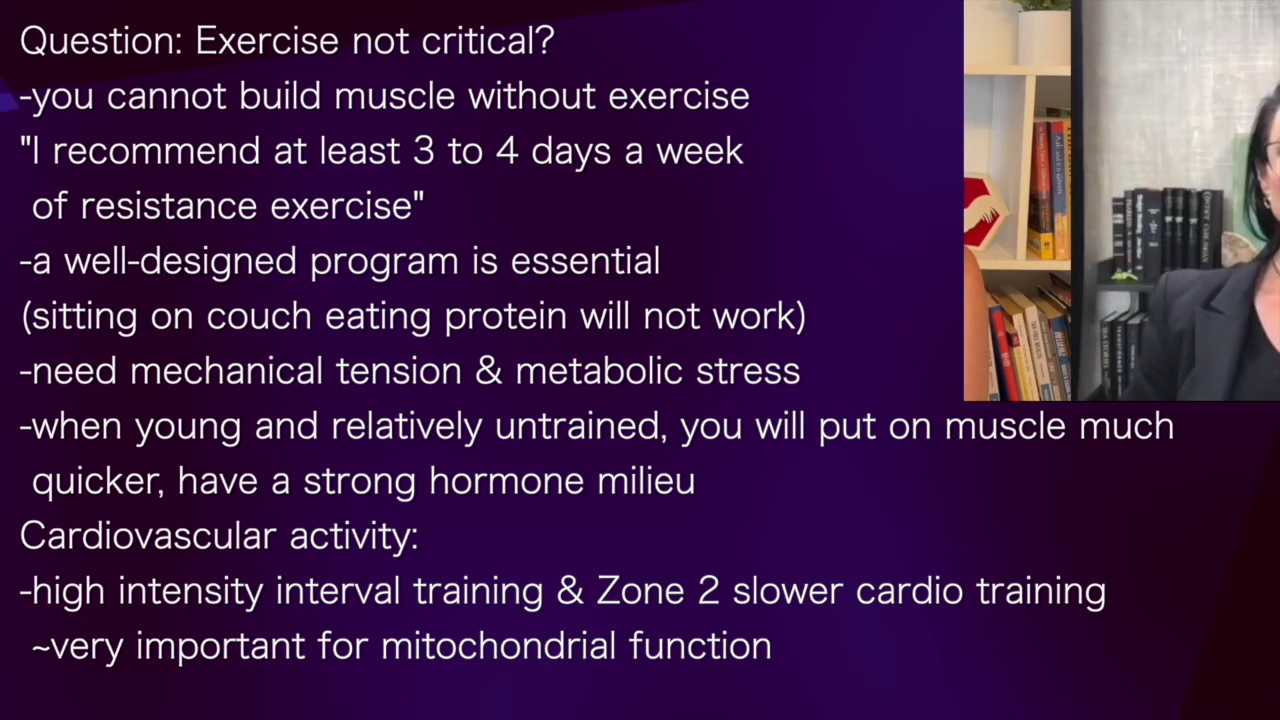 Question: Exercise not critical?
-you cannot build muscle without exercise
"I recommend at least 3 to 4 days a week
of resistance exercise"
-a well-designed program is essential
(sitting on couch eating protein will not work)
-need mechanical tension & metabolic stress
-when young and relatively untrained, you will put on muscle much
quicker, have a strong hormone milieu
Cardiovascular activity:
-high intensity interval training & Zone 2 slower cardio training
~very important for mitochondrial function